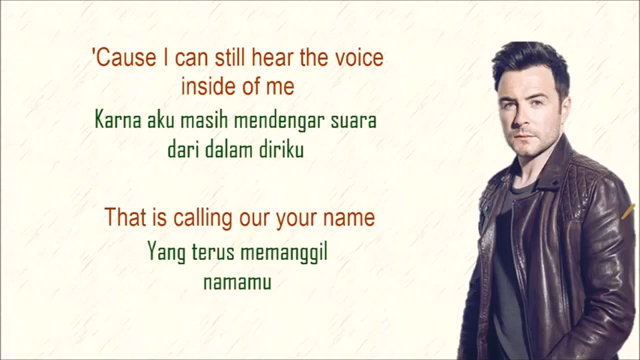 'Cause I can still hear the voice
inside of me
Karna aku masih mendengar suara
dari dalam diriku
That is calling our your name
Yang terus memanggil
namamu